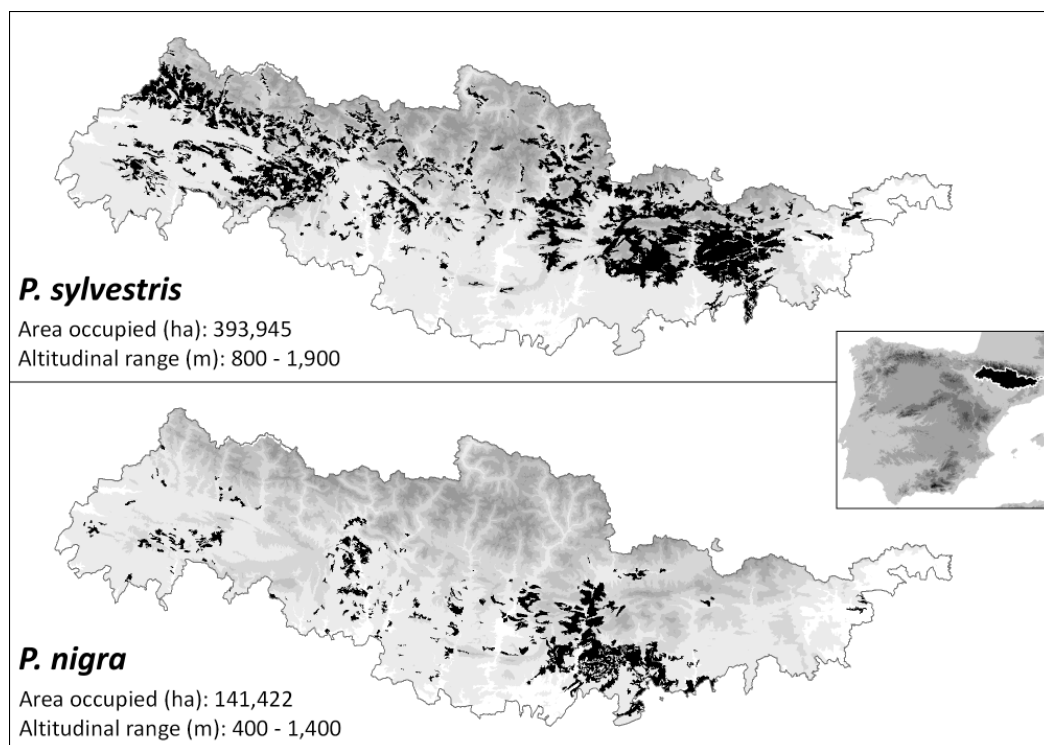 P. sylvestris
Area occupied (ha): 393,945
Altitudinal range (m): 800 - 1,900
P. nigra
Area occupied (ha): 141,422
Altitudinal range (m): 400 - 1,400